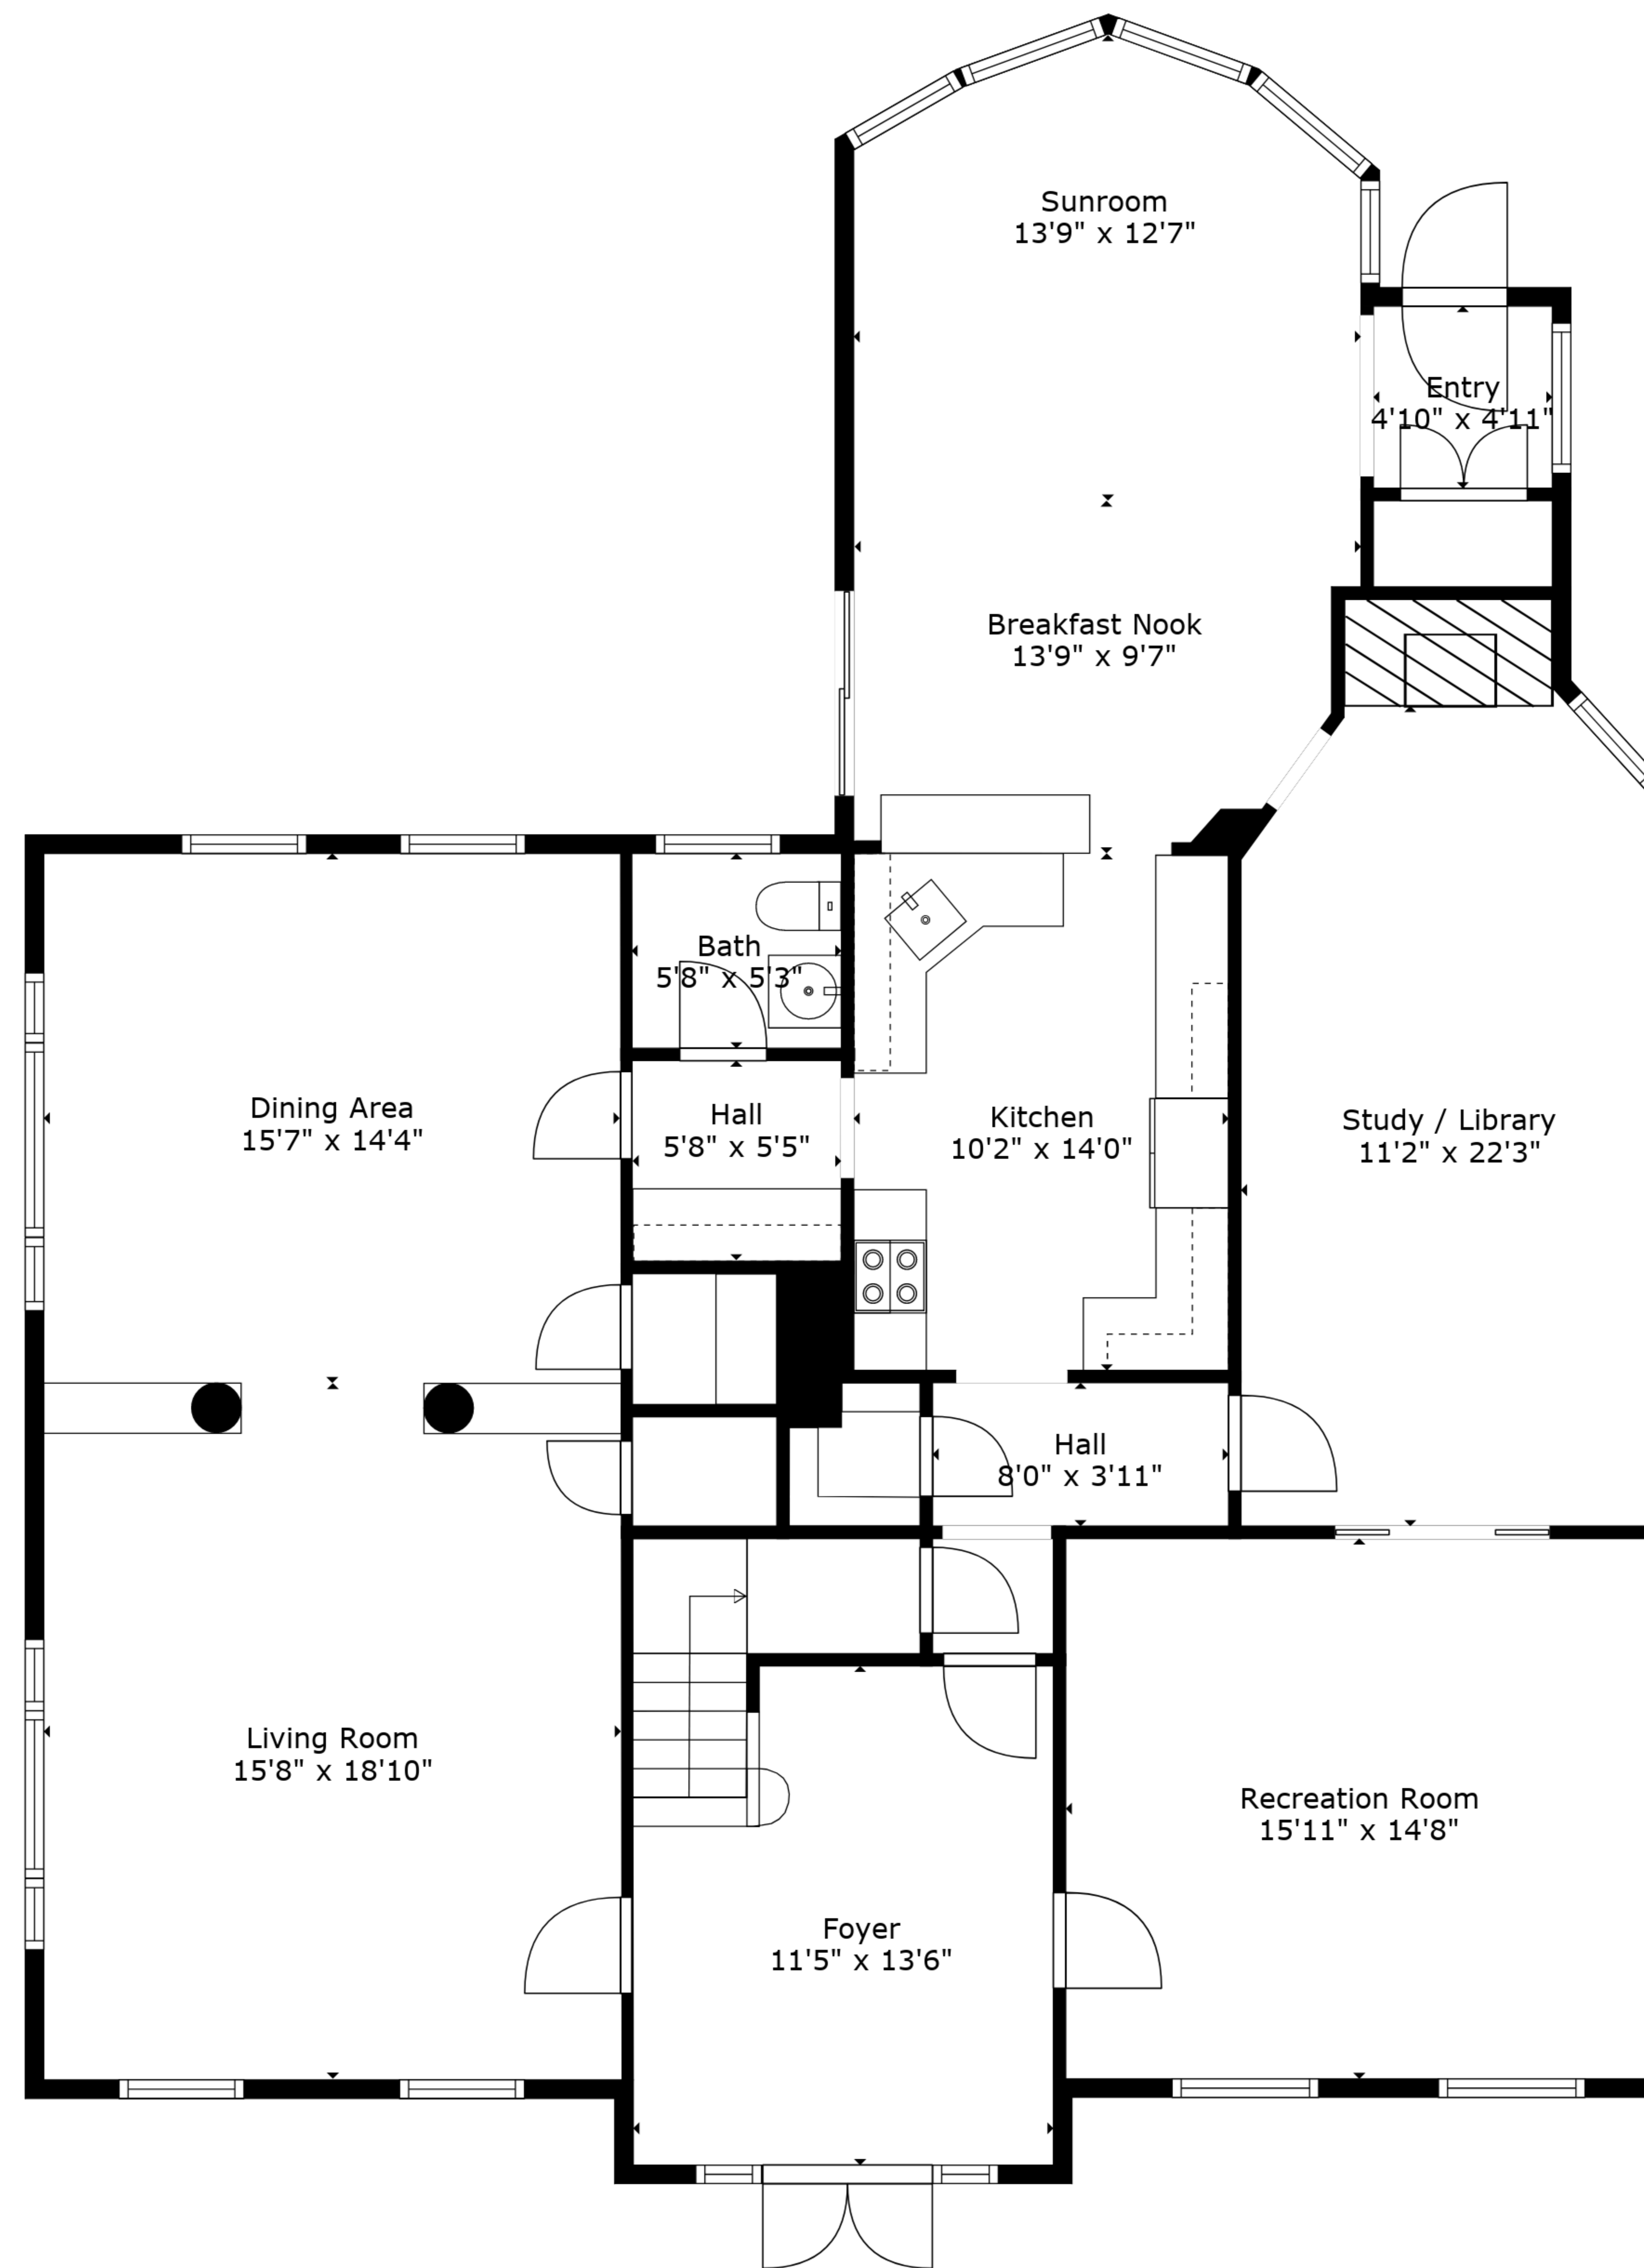 Sunroom
13'9" x 12'7"
Entry
4'10" x 4'11"
Breakfast Nook
13'9" x 9'7"
Bath
5'8" x 5'3"
Dining Area
15'7" x 14'4"
Hall
5'8" x 5'5"
Kitchen
10'2" x 14'0"
Study / Library
11'2" x 22'3"
Hall
8'0" x 3'11"
Living Room
15'8" x 18'10"
Recreation Room
15'11" x 14'8"
Foyer
11'5" x 13'6"